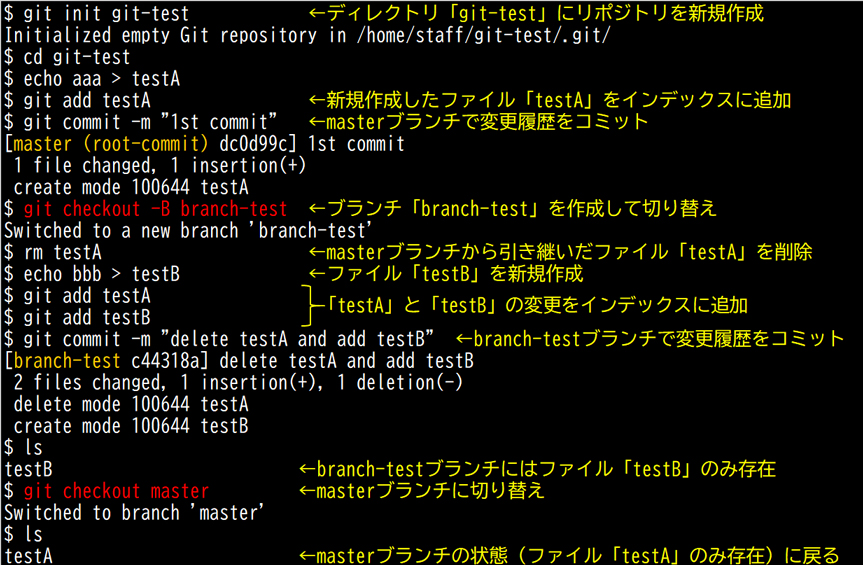 $ git init git-test ←ディレクトリ「git-test」にリポジトリを新規作成
Initialized empty Git repository in /home/staff/git-test/.git/
$ cd git-test
$ echo aaa > testA
$ git add testA ←新規作成したファイル「testA」をインデックスに追加
$ git commit -m "1st commit" ←masterブランチで変更履歴をコミット
[master (root-commit) dc0d99c] 1st commit
 1 file changed, 1 insertion(+)
 create mode 100644 testA
$ git checkout -B branch-test ←ブランチ「branch-test」を作成して切り替え
Switched to a new branch 'branch-test'
$ rm testA ←masterブランチから引き継いだファイル「testA」を削除
$ echo bbb > testB ←ファイル「testB」を新規作成
$ git add testA
$ git add testB
「testA」と「testB」の変更をインデックスに追加
$ git commit -m "delete testA and add testB" ←branch-testブランチで変更履歴をコミット
[branch-test c44318a] delete testA and add testB
 2 files changed, 1 insertion(+), 1 deletion(-)
 delete mode 100644 testA
 create mode 100644 testB
$ ls
testB ←branch-testブランチにはファイル「testB」のみ存在
$ git checkout master ←masterブランチに切り替え
Switched to branch 'master'
$ ls
testA ←masterブランチの状態（ファイル「testA」のみ存在）に戻る